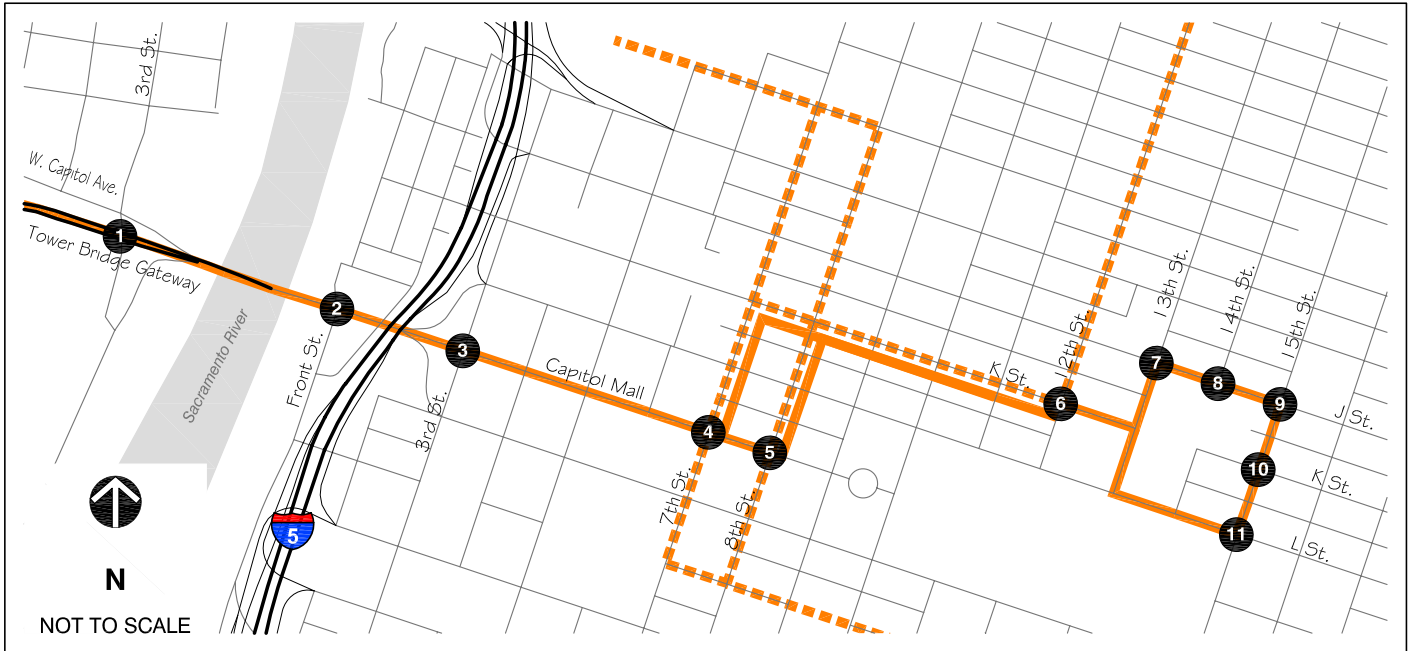 3rd St.
W. Capitol Ave.
1
Tower Bridge Gateway
Sacramento River
2
Front St.
3
3rd St.
Capitol Mall
4
5
7th St.
8th St.
K St.
12th St.
6
13th St.
14th St.
15th St.
7
8
9
J St.
10
K St.
11
L St.
5
N
NOT TO SCALE